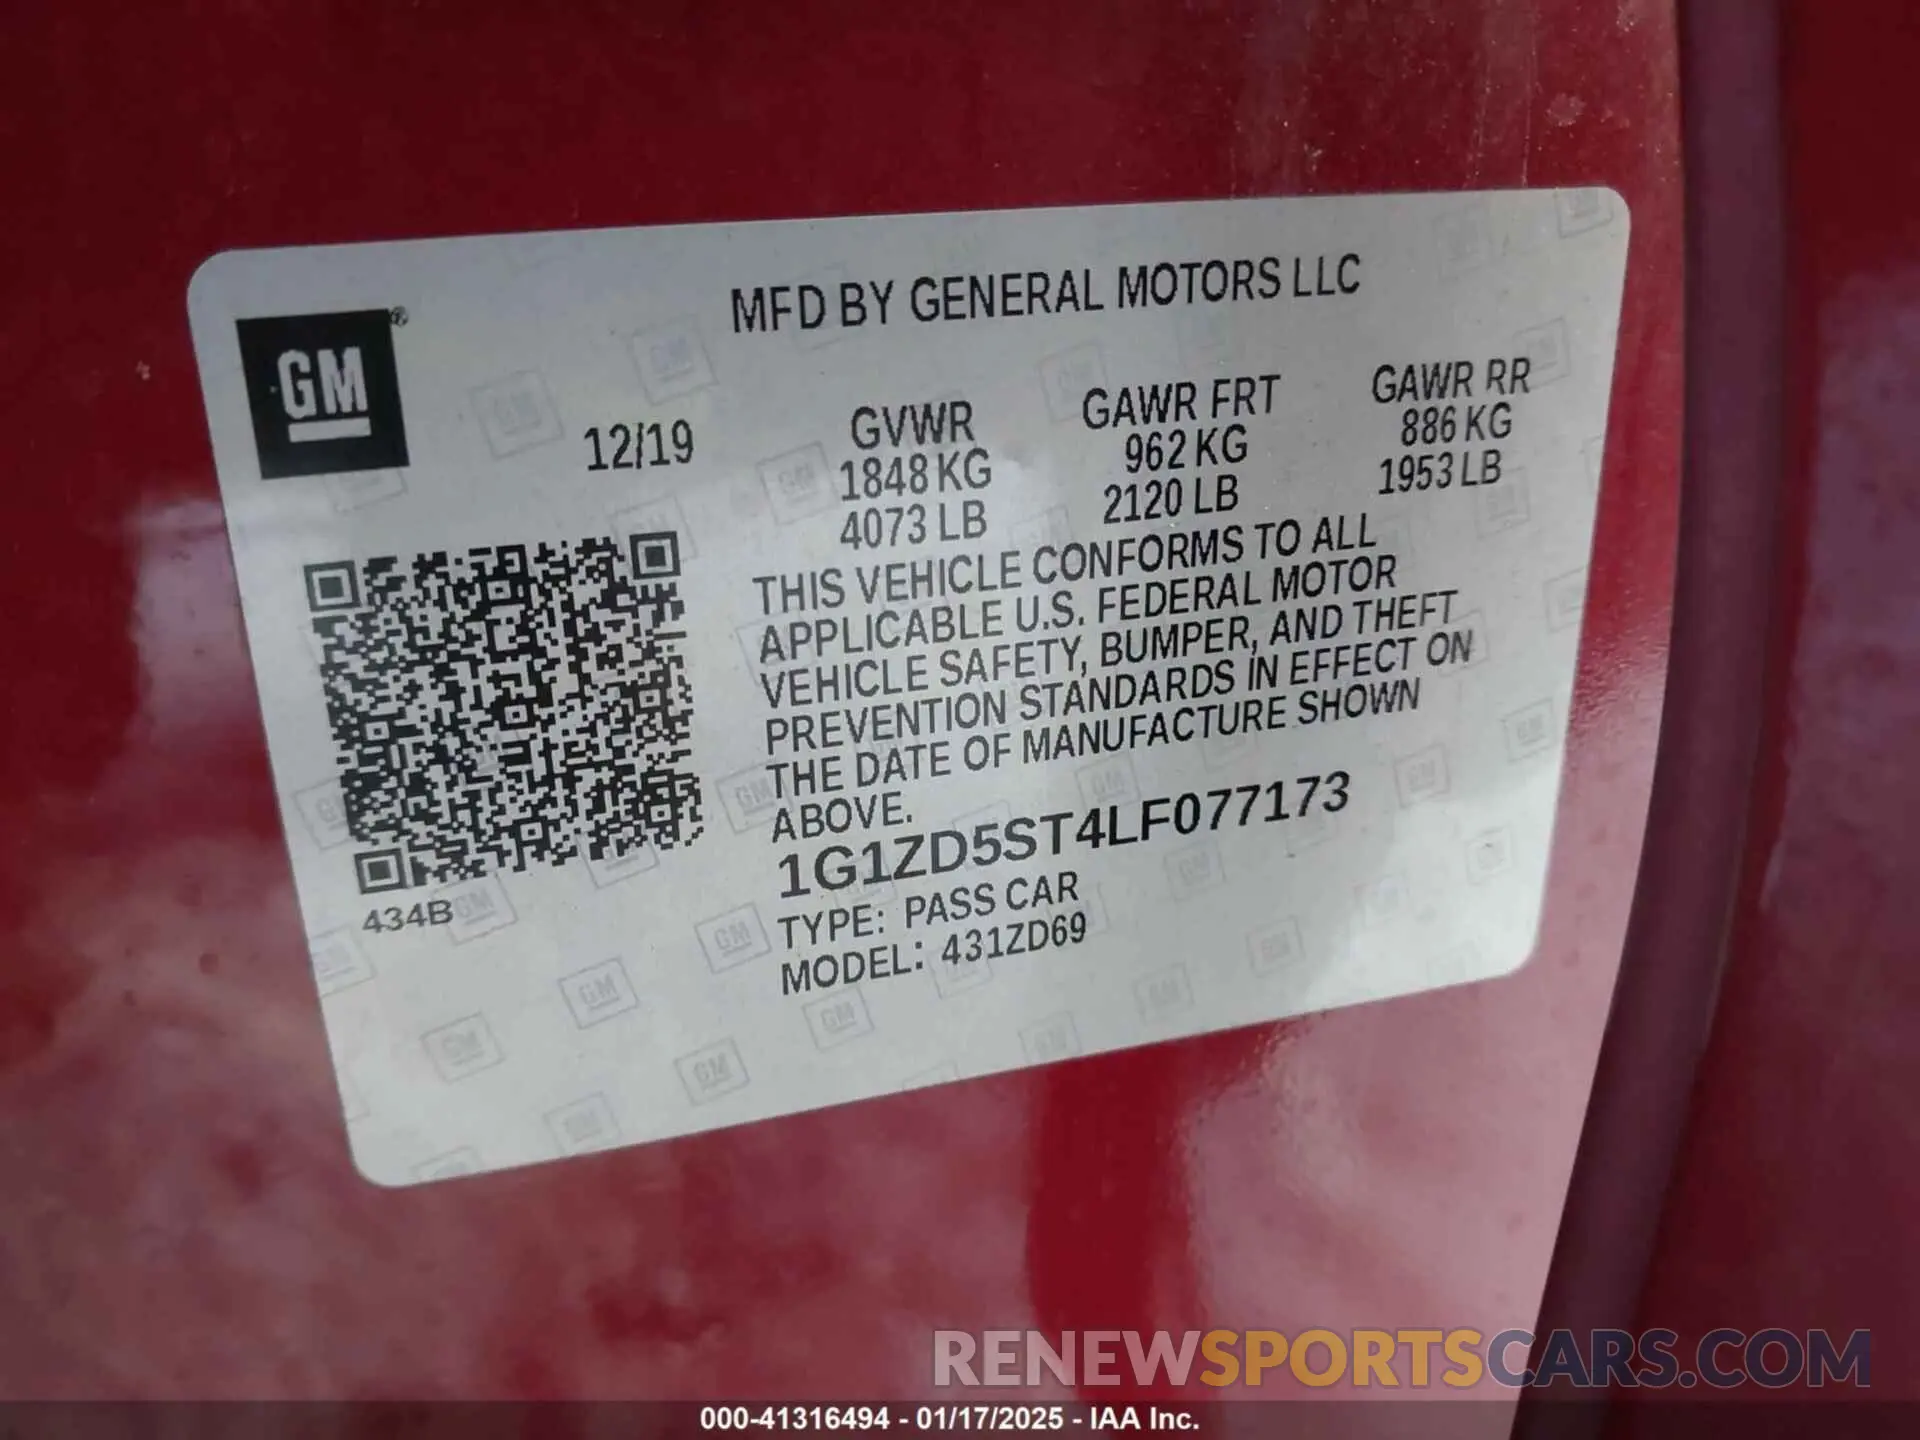 MFD BY GENERAL MOTORS LLC
GM®
12/19
GVWR
1848 KG
4073 LB
GAWR FRT
962 KG
2120 LB
GAWR RR
886 KG
1953 LB
THIS VEHICLE CONFORMS TO ALL
APPLICABLE U.S. FEDERAL MOTOR
VEHICLE SAFETY, BUMPER, AND THEFT
PREVENTION STANDARDS IN EFFECT ON
THE DATE OF MANUFACTURE SHOWN
ABOVE.
1G1ZD5ST4LF077173
TYPE: PASS CAR
MODEL: 431ZD69
434B
RENEWSPORTSCARS.COM
000-41316494 - 01/17/2025 - IAA Inc.